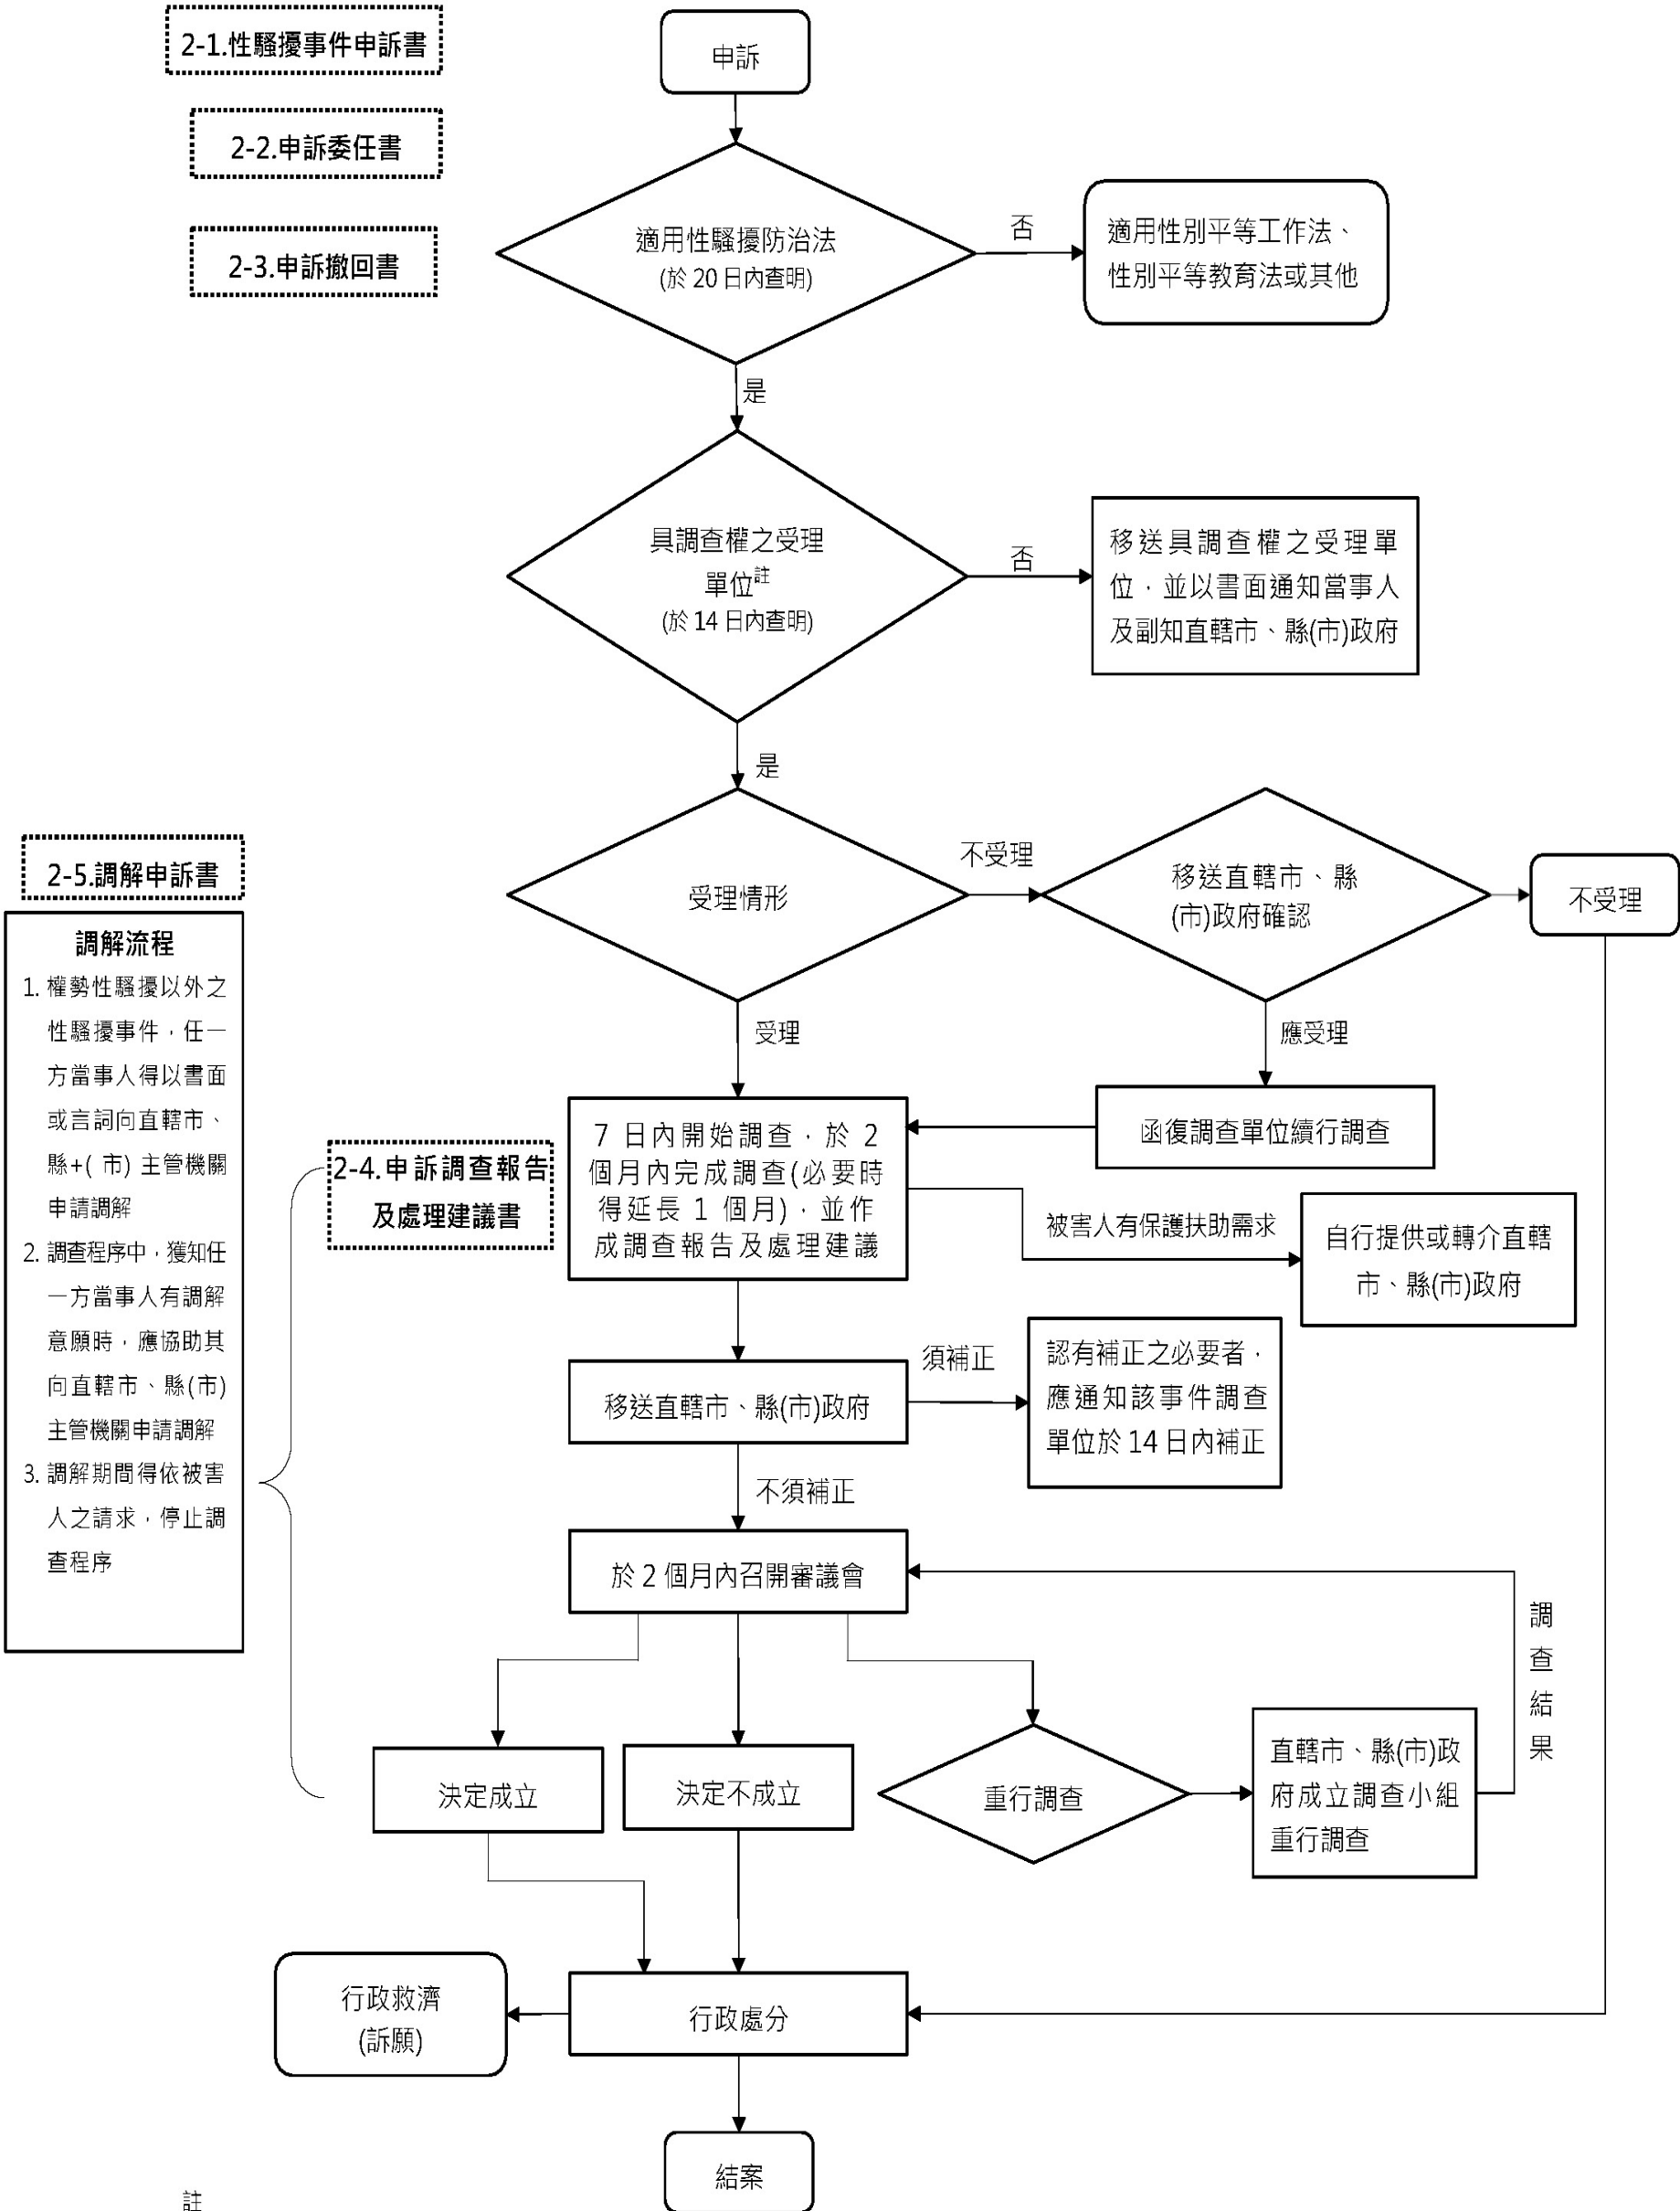 2-1.性騷擾事件申訴書
申訴
2-2.申訴委任書
2-3.申訴撤回書
適用性騷擾防治法
(於 20 日內查明)
否
適用性別平等工作法、
性別平等教育法或其他
是
具調查權之受理
單位註
(於 14 日內查明)
否
移送具調查權之受理單
位，並以書面通知當事人
及副知直轄市、縣(市)政府
是
受理情形
不受理
移送直轄市、縣
(市)政府確認
不受理
受理
應受理
函復調查單位續行調查
2-5.調解申訴書
調解流程
1. 權勢性騷擾以外之
性騷擾事件，任一
方當事人得以書面
或言詞向直轄市、
縣+( 市) 主管機關
申請調解
2. 調查程序中，獲知任
一方當事人有調解
意願時，應協助其
向直轄市、縣(市)
主管機關申請調解
3. 調解期間得依被害
人之請求，停止調
查程序
2-4.申訴調查報告
及處理建議書
7 日內開始調查，於 2
個月內完成調查(必要時
得延長 1 個月)，並作
成調查報告及處理建議
被害人有保護扶助需求
自行提供或轉介直轄
市、縣(市)政府
移送直轄市、縣(市)政府
須補正
認有補正之必要者，
應通知該事件調查
單位於 14 日內補正
不須補正
於 2 個月內召開審議會
調
查
結
果
決定成立
決定不成立
重行調查
直轄市、縣(市)政
府成立調查小組
重行調查
行政救濟
(訴願)
行政處分
結案
註